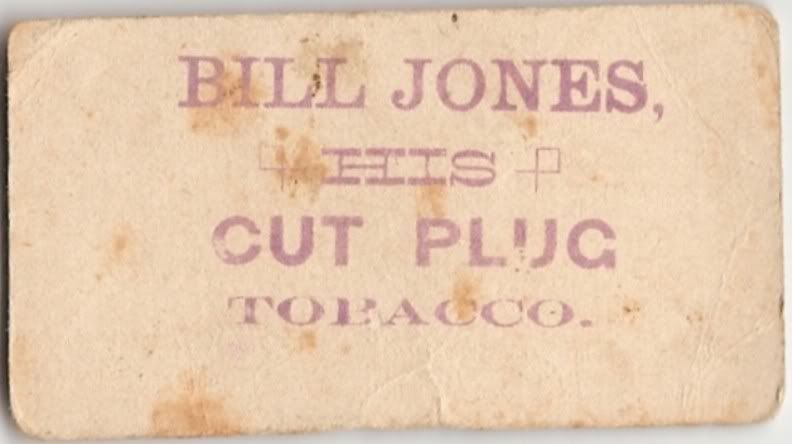 BILL JONES,
HIS
CUT PLUG
TOBACCO.